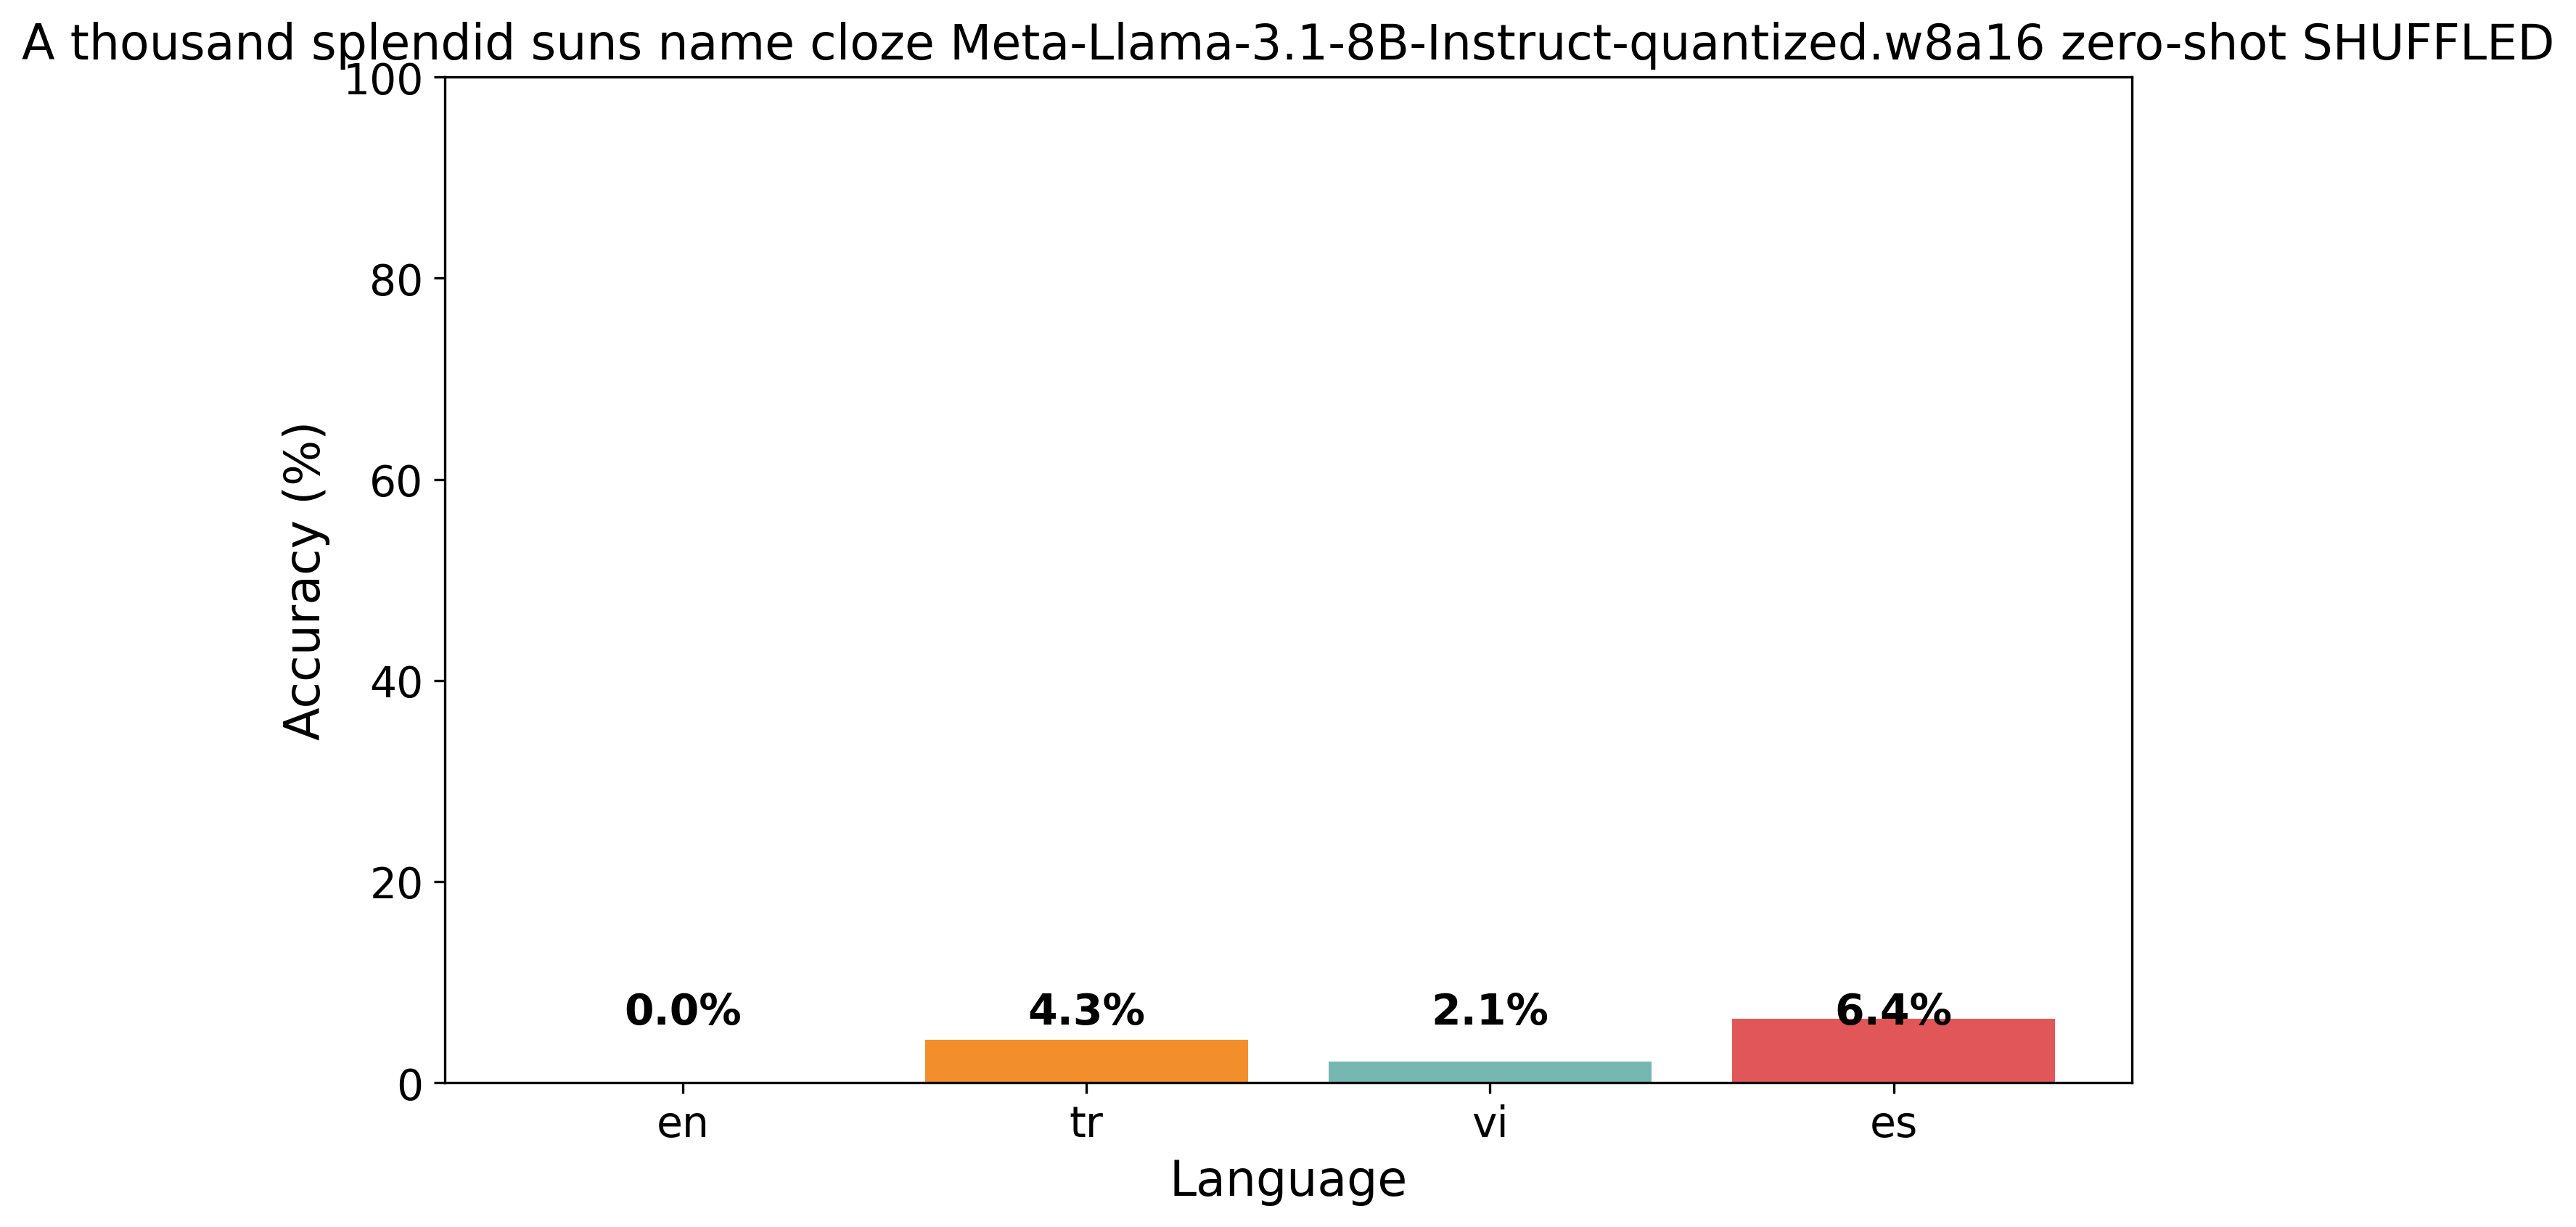 A thousand splendid suns name cloze Meta-Llama-3.1-8B-Instruct-quantized.w8a16 zero-shot SHUFFLED
100
80
60
40
20
0
Accuracy (%)
0.0%
4.3%
2.1%
6.4%
en
tr
vi
es
Language